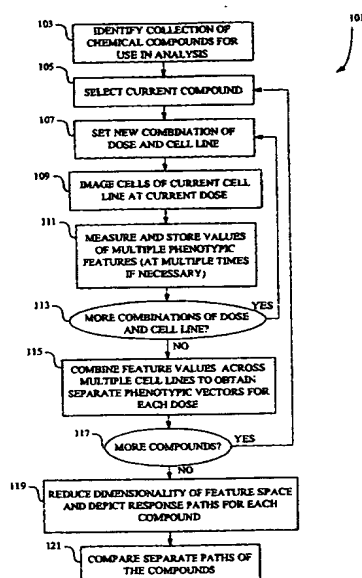 101
103
IDENTIFY COLLECTION OF
CHEMICAL COMPOUNDS FOR
USE IN ANALYSIS
105
SELECT CURRENT COMPOUND
107
SET NEW COMBINATION OF
DOSE AND CELL LINE
109
IMAGE CELLS OF CURRENT CELL
LINE AT CURRENT DOSE
111
MEASURE AND STORE VALUES
OF MULTIPLE PHENOTYPIC
FEATURES (AT MULTIPLE TIMES
IF NECESSARY)
113
MORE COMBINATIONS OF DOSE
AND CELL LINE?
YES
NO
115
COMBINE FEATURE VALUES ACROSS
MULTIPLE CELL LINES TO OBTAIN
SEPARATE PHENOTYPIC VECTORS FOR
EACH DOSE
117
MORE COMPOUNDS?
YES
NO
119
REDUCE DIMENSIONALITY OF FEATURE SPACE
AND DEPICT RESPONSE PATHS FOR EACH
COMPOUND
121
COMPARE SEPARATE PATHS OF
THE COMPOUNDS